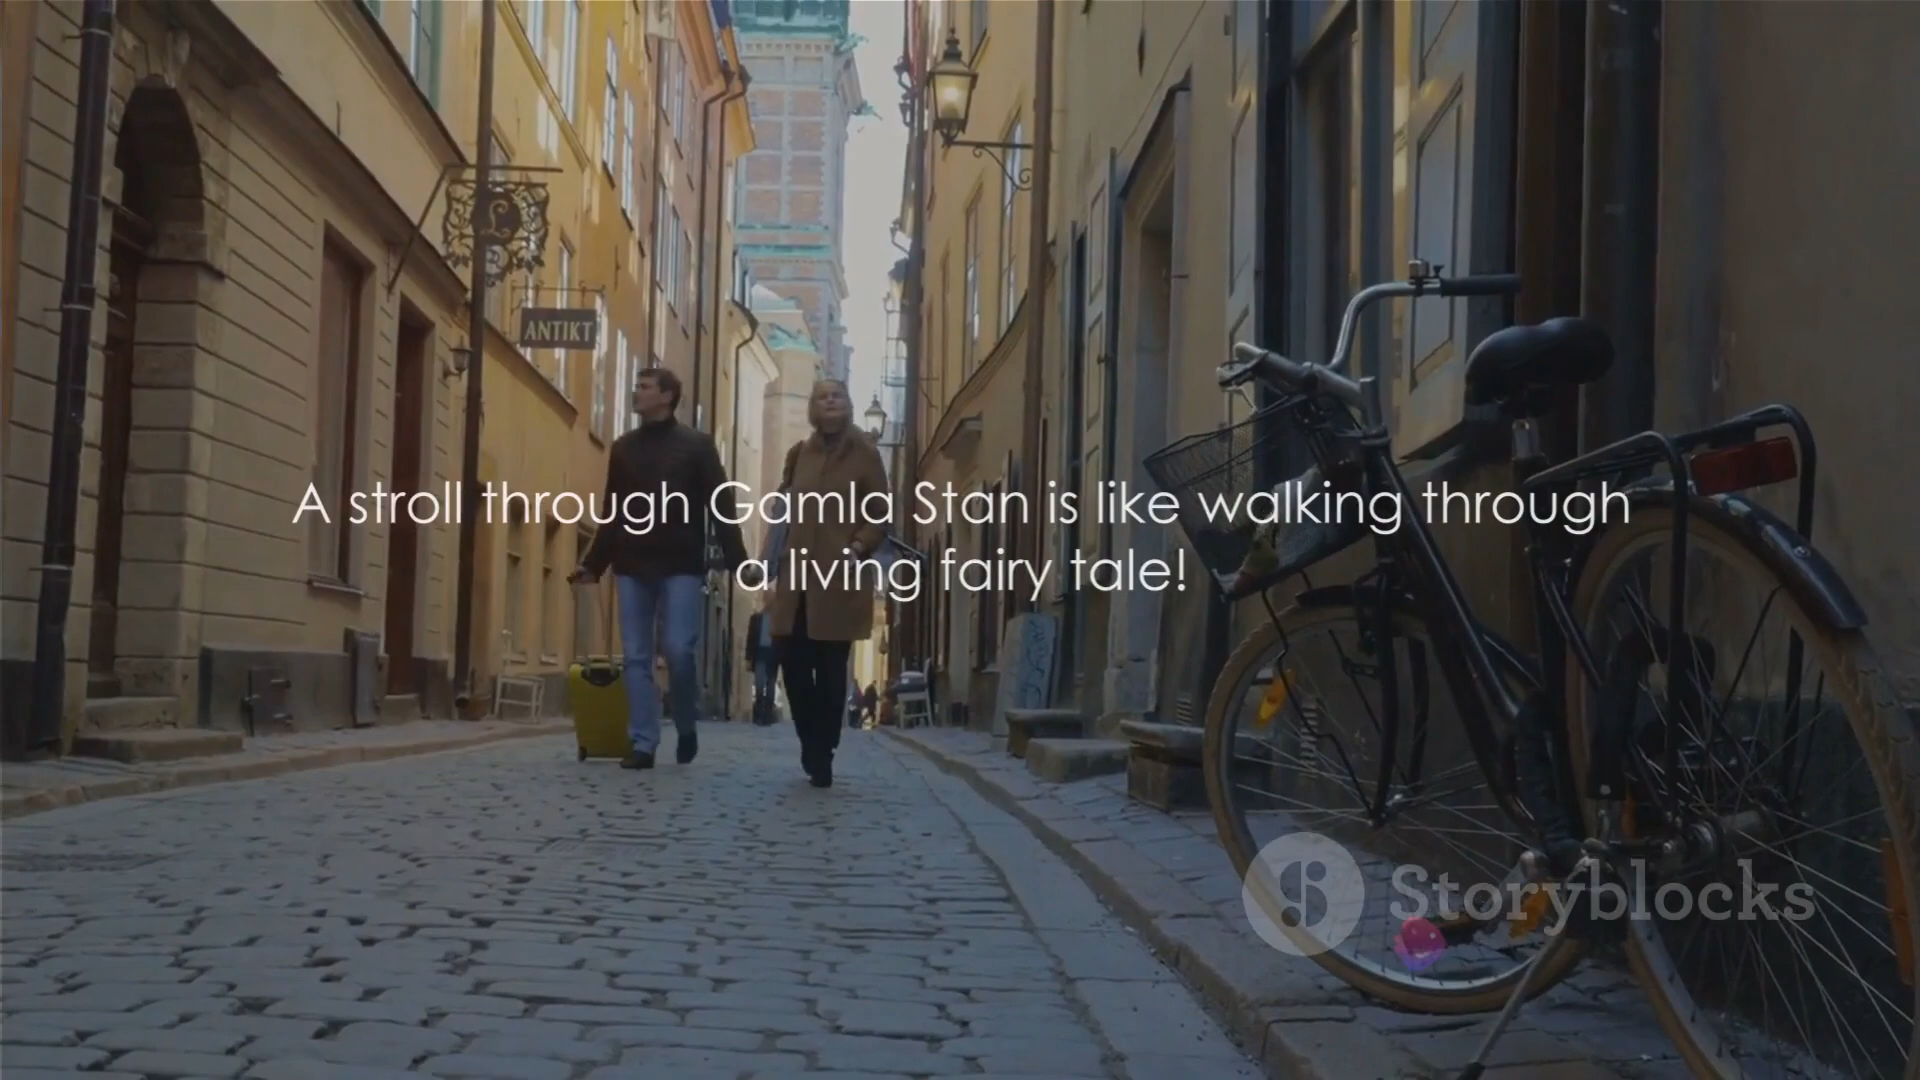 L
ANTIKT
A stroll through Gamla Stan is like walking through
a living fairy tale!
Storyblocks